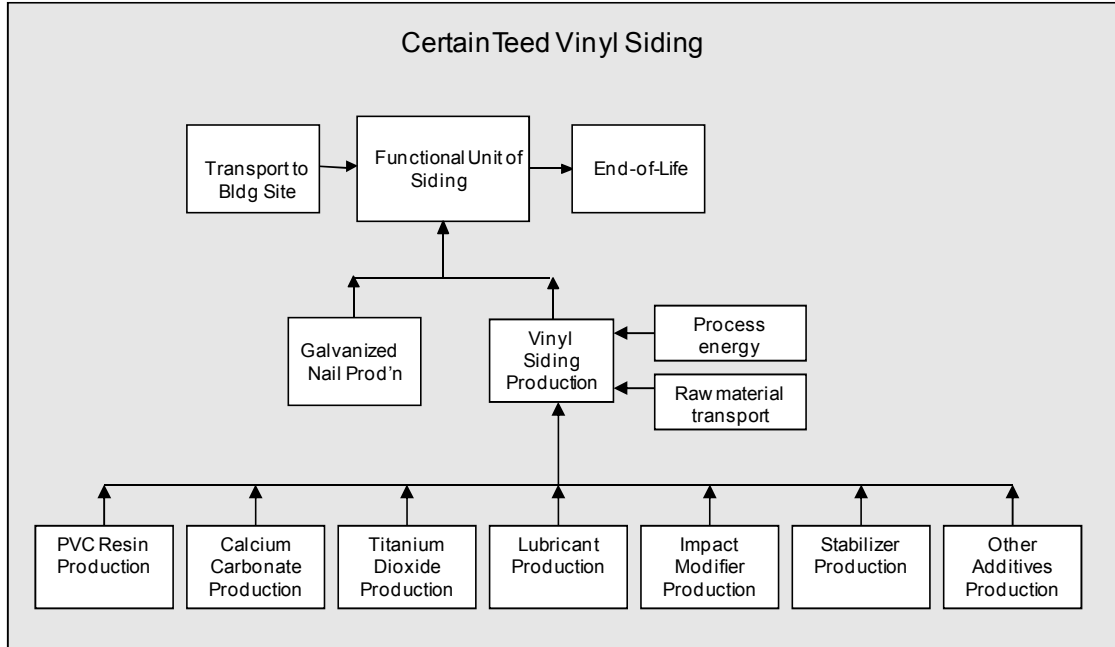 CertainTeed Vinyl Siding
Transport to
Bldg Site
Functional Unit of
Siding
End-of-Life
Galvanized
Nail Prod'n
Vinyl
Siding
Production
Process
energy
Raw material
transport
PVC Resin
Production
Calcium
Carbonate
Production
Titanium
Dioxide
Production
Lubricant
Production
Impact
Modifier
Production
Stabilizer
Production
Other
Additives
Production